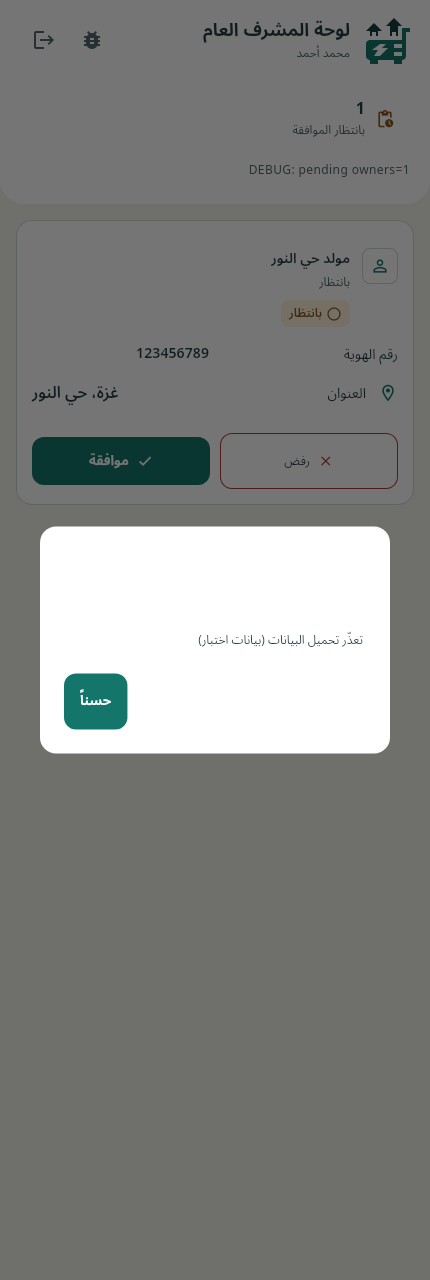 لوحة المشرف العام
محمد أحمد
1
بانتظار الموافقة
DEBUG: pending owners=1
مولد حي النور
بانتظار
بانتظار
رقم الهوية
123456789
العنوان
غزة، حي النور
رفض
موافقة
تعذّر تحميل البيانات (بيانات اختبار)
حسناً